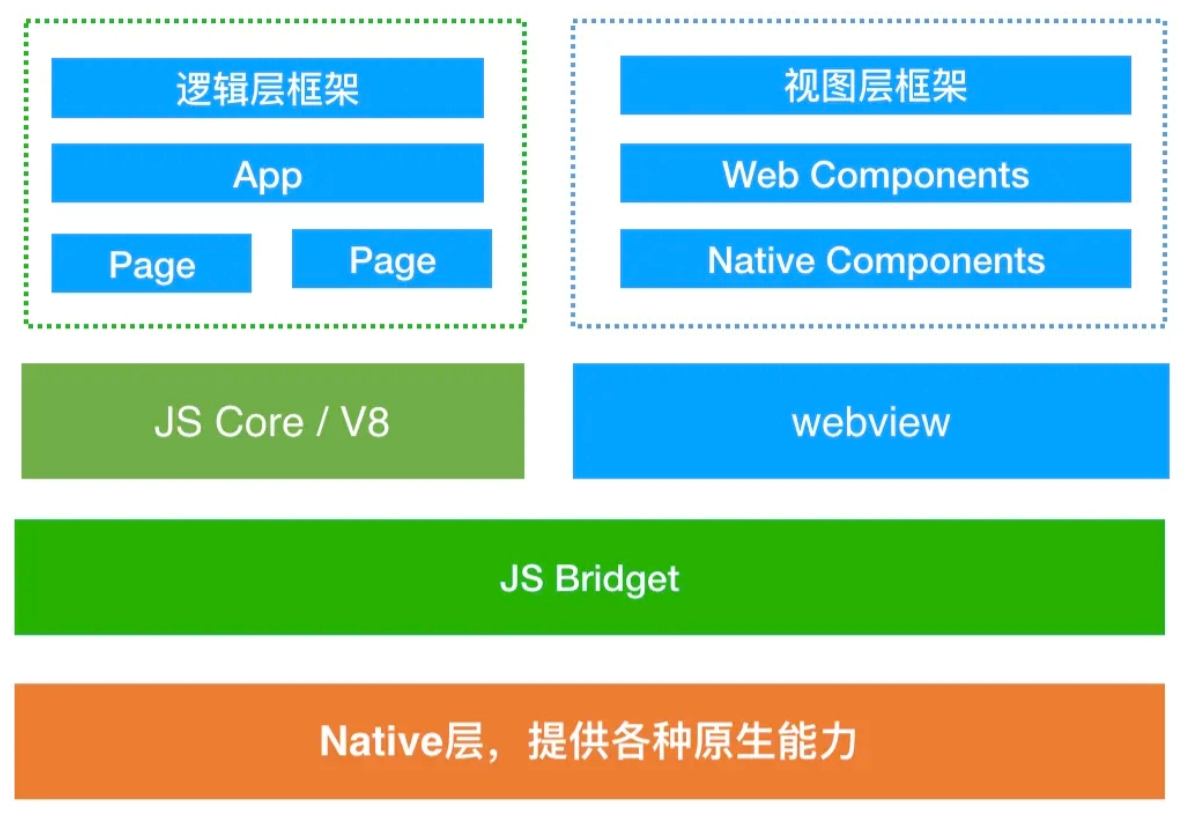 逻辑层框架
App
Page
Page
视图层框架
Web Components
Native Components
JS Core / V8
webview
JS Bridget
Native层，提供各种原生能力